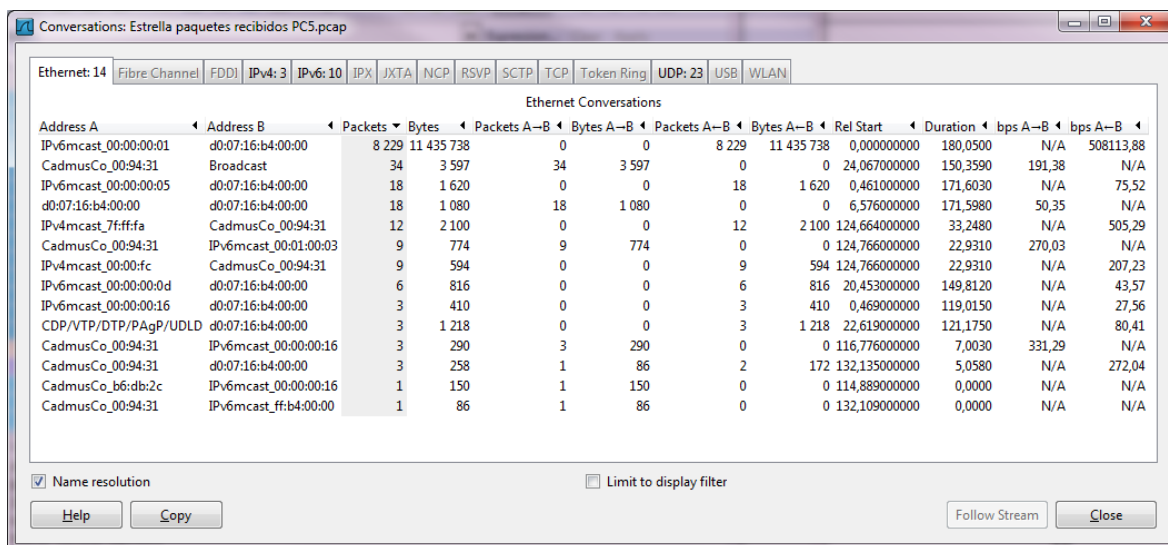 Conversations: Estrella paquetes recibidos PC5.pcap
Ethernet: 14 Fibre Channel FDDI IPv4: 3 IPv6: 10 IPX JXTA NCP RSVP SCTP TCP Token Ring UDP: 23 USB WLAN
Ethernet Conversations
Address A Address B Packets Bytes Packets A→B Bytes A→B Packets A←B Bytes A←B Rel Start Duration bps A→B bps A←B
IPv6mcast_00:00:00:01 d0:07:16:b4:00:00 8 229 11 435 738 0 0 8 229 11 435 738 0,000000000 180,0500 N/A 508113,88
CadmusCo_00:94:31 Broadcast 34 3 597 34 3 597 0 0 24,067000000 150,3590 191,38 N/A
IPv6mcast_00:00:00:05 d0:07:16:b4:00:00 18 1 620 0 0 18 1 620 0,461000000 171,6030 N/A 75,52
d0:07:16:b4:00:00 d0:07:16:b4:00:00 18 1 080 18 1 080 0 0 6,576000000 171,5980 50,35 N/A
IPv4mcast_7f:ff:fa CadmusCo_00:94:31 12 2 100 0 0 12 2 100 124,664000000 33,2480 N/A 505,29
CadmusCo_00:94:31 IPv6mcast_00:01:00:03 9 774 9 774 0 0 124,766000000 22,9310 270,03 N/A
IPv4mcast_00:00:fc CadmusCo_00:94:31 9 594 0 0 9 594 124,766000000 22,9310 N/A 207,23
IPv6mcast_00:00:00:0d d0:07:16:b4:00:00 6 816 0 0 6 816 20,453000000 149,8120 N/A 43,57
IPv6mcast_00:00:00:16 d0:07:16:b4:00:00 3 410 0 0 3 410 0,469000000 119,0150 N/A 27,56
CDP/VTP/DTP/PAgP/UDLD d0:07:16:b4:00:00 3 1 218 0 0 3 1 218 22,619000000 121,1750 N/A 80,41
CadmusCo_00:94:31 IPv6mcast_00:00:00:16 3 290 3 290 0 0 116,776000000 7,0030 331,29 N/A
CadmusCo_00:94:31 d0:07:16:b4:00:00 3 258 1 86 2 172 132,135000000 5,0580 N/A 272,04
CadmusCo_b6:db:2c IPv6mcast_00:00:00:16 1 150 1 150 0 0 114,889000000 0,0000 N/A N/A
CadmusCo_00:94:31 IPv6mcast_ff:b4:00:00 1 86 1 86 0 0 132,109000000 0,0000 N/A N/A
Name resolution Limit to display filter
Help Copy Follow Stream Close